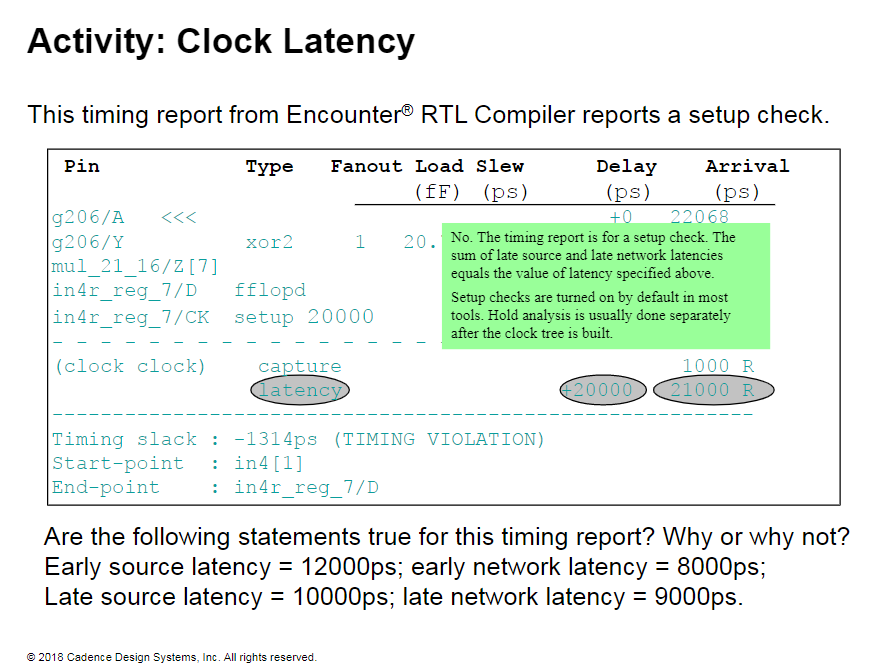 Activity: Clock Latency
This timing report from Encounter® RTL Compiler reports a setup check.
Pin Type Fanout Load Slew Delay Arrival
(fF) (ps) (ps) (ps)
g206/A <<< +0 22068
g206/Y xor2 1 20.
mul_21_16/Z[7]
in4r_reg_7/D fflopd
in4r_reg_7/CK setup 20000
No. The timing report is for a setup check. The
sum of late source and late network latencies
equals the value of latency specified above.
Setup checks are turned on by default in most
tools. Hold analysis is usually done separately
after the clock tree is built.
(clock clock) capture 1000 R
latency +20000 21000 R
Timing slack : -1314ps (TIMING VIOLATION)
Start-point : in4[1]
End-point : in4r_reg_7/D
Are the following statements true for this timing report? Why or why not?
Early source latency = 12000ps; early network latency = 8000ps;
Late source latency = 10000ps; late network latency = 9000ps.
© 2018 Cadence Design Systems, Inc. All rights reserved.